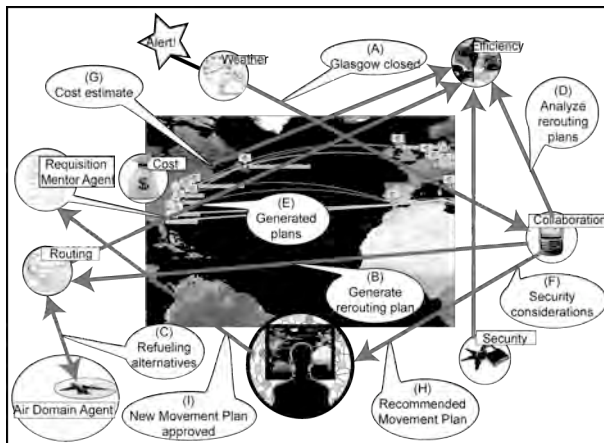 Alert!
Weather
(A)
Glasgow closed
Efficiency
(G)
Cost estimate
(D)
Analyze
rerouting
plans
Requisition
Mentor Agent
Cost
$
(E)
Generated
plans
Collaboration
Routing
(B)
Generate
rerouting plan
(F)
Security
considerations
(C)
Refueling
alternatives
Security
Air Domain Agent
(I)
New Movement Plan
approved
(H)
Recommended
Movement Plan